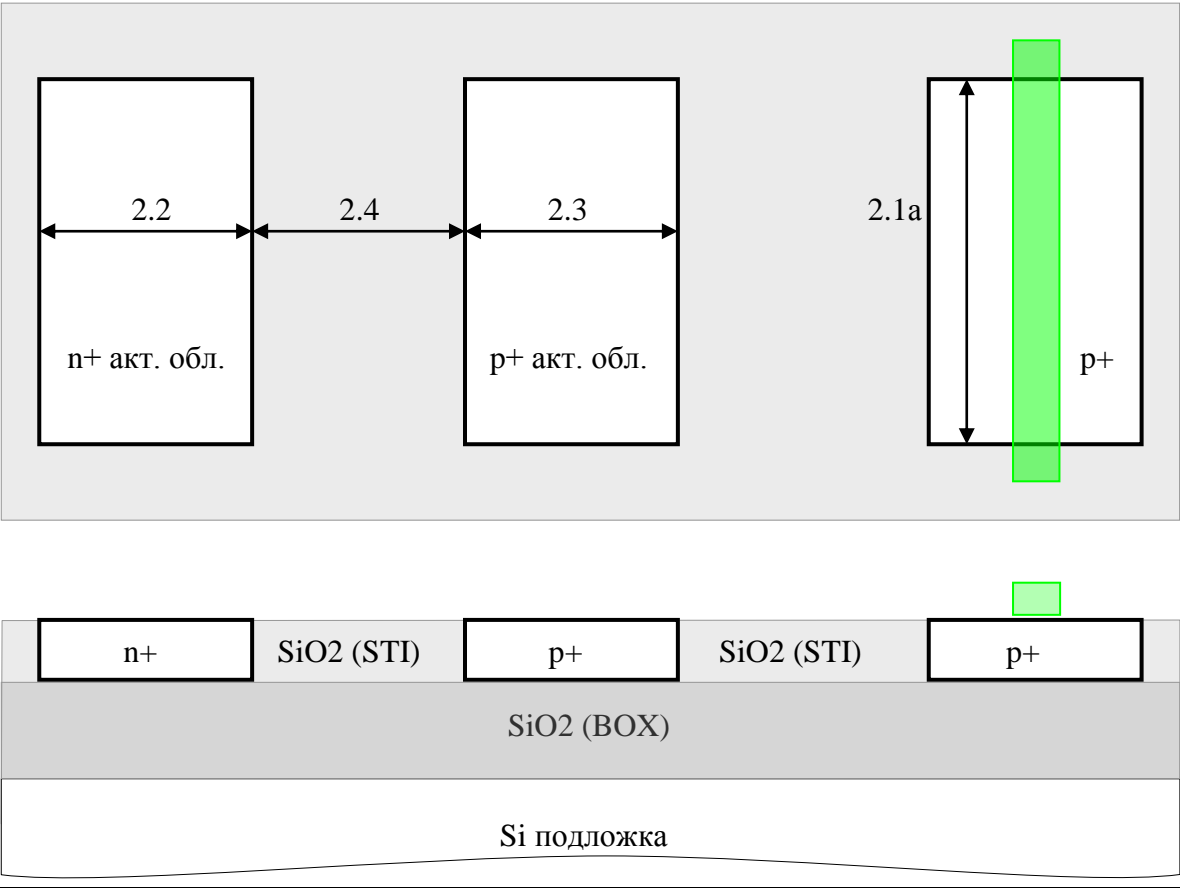 2.2
2.4
2.3
2.1а
n+ акт. обл.
p+ акт. обл.
p+
n+
SiO2 (STI)
p+
SiO2 (STI)
p+
SiO2 (BOX)
Si подложка